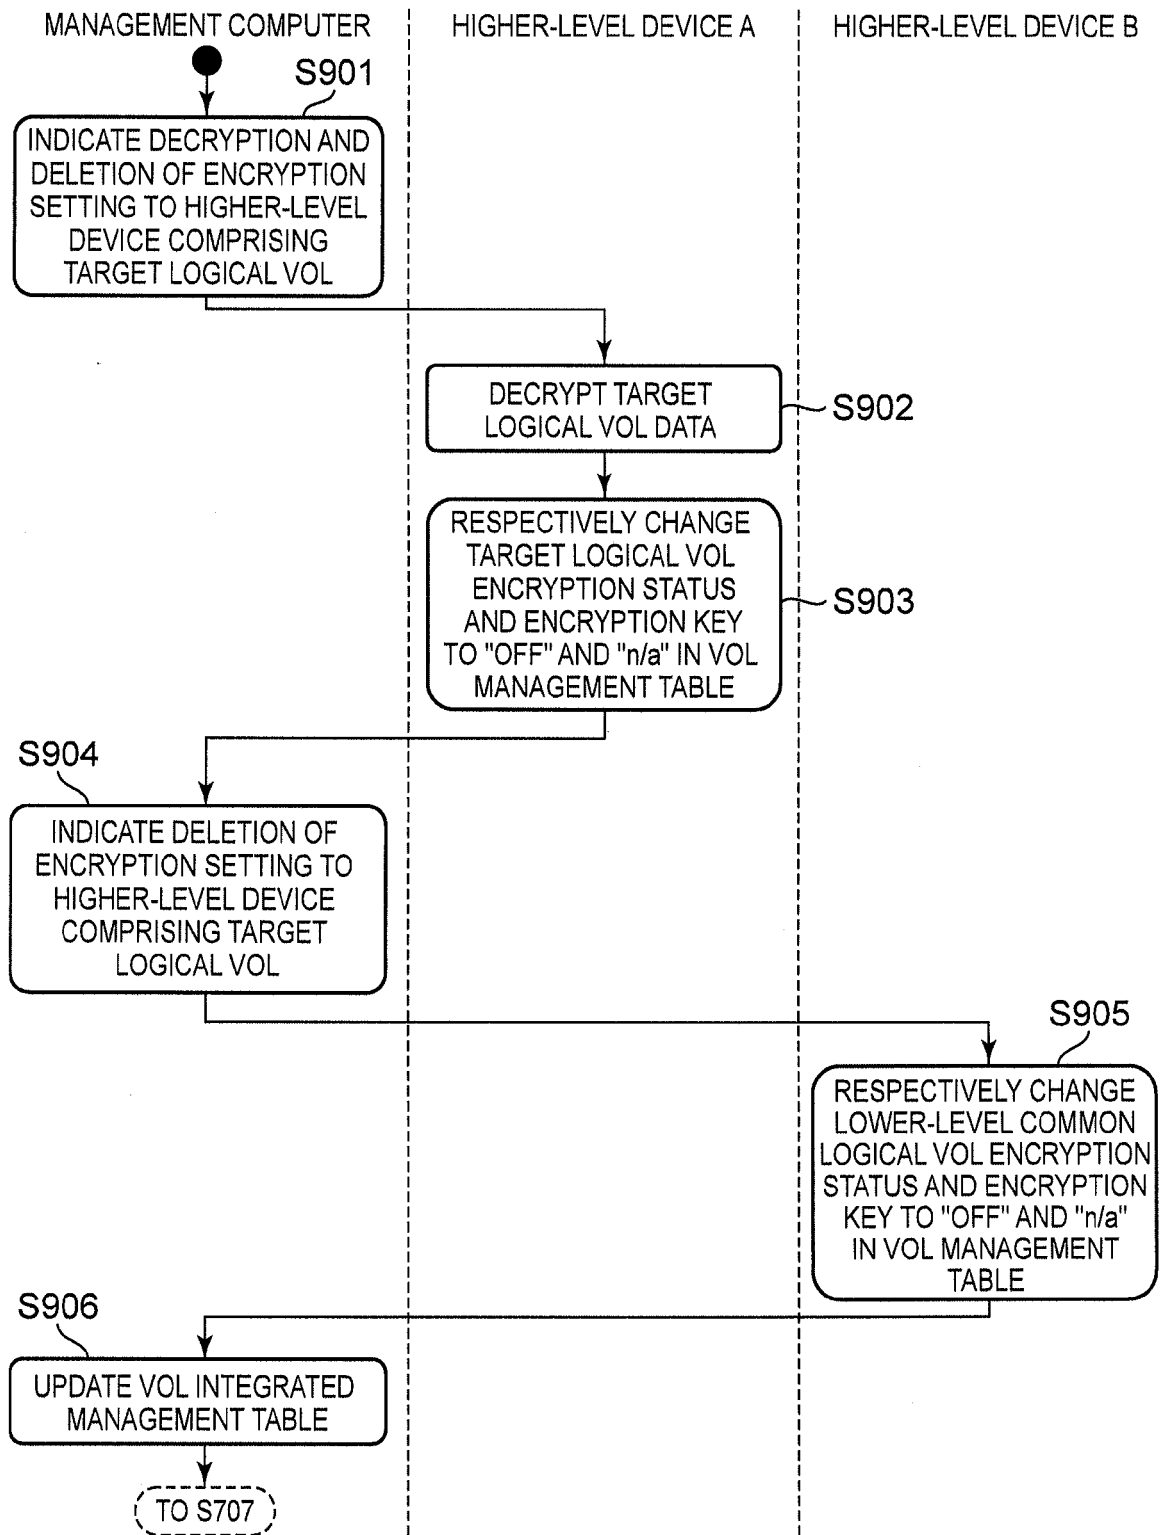 MANAGEMENT COMPUTER
HIGHER-LEVEL DEVICE A
HIGHER-LEVEL DEVICE B
S901
INDICATE DECRYPTION AND
DELETION OF ENCRYPTION
SETTING TO HIGHER-LEVEL
DEVICE COMPRISING
TARGET LOGICAL VOL
DECRYPT TARGET
LOGICAL VOL DATA
S902
RESPECTIVELY CHANGE
TARGET LOGICAL VOL
ENCRYPTION STATUS
AND ENCRYPTION KEY
TO "OFF" AND "n/a" IN VOL
MANAGEMENT TABLE
S903
S904
INDICATE DELETION OF
ENCRYPTION SETTING TO
HIGHER-LEVEL DEVICE
COMPRISING TARGET
LOGICAL VOL
S905
RESPECTIVELY CHANGE
LOWER-LEVEL COMMON
LOGICAL VOL ENCRYPTION
STATUS AND ENCRYPTION
KEY TO "OFF" AND "n/a"
IN VOL MANAGEMENT
TABLE
S906
UPDATE VOL INTEGRATED
MANAGEMENT TABLE
TO S707